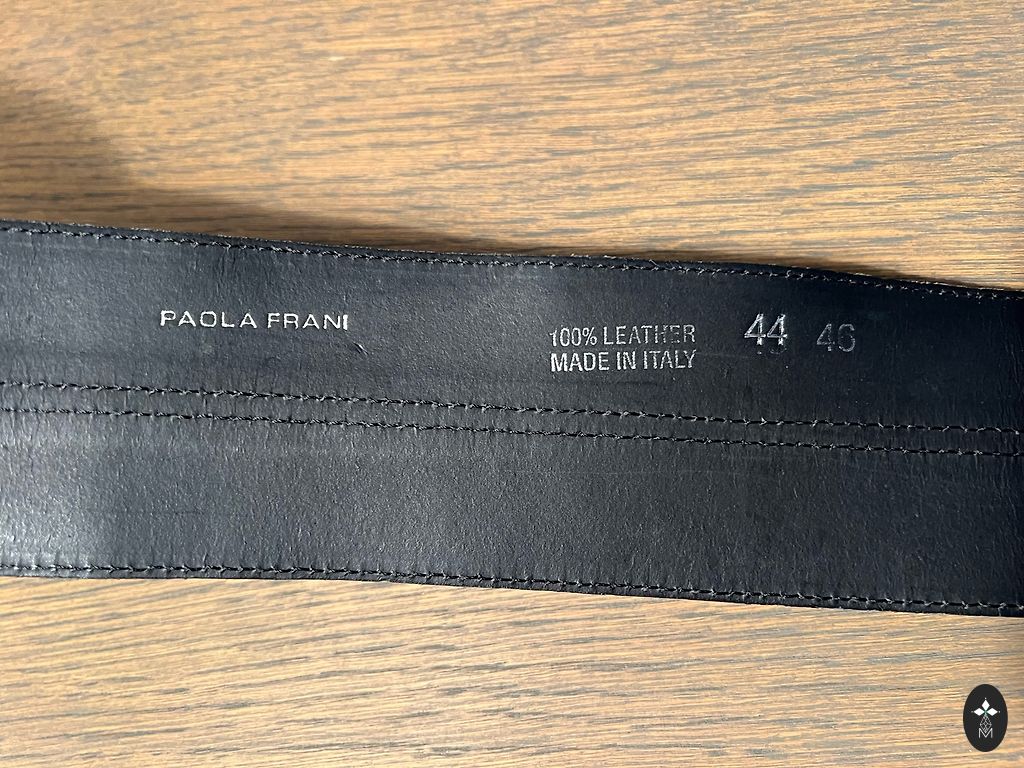 PAOLA FRANI
100% LEATHER
MADE IN ITALY
44 46
M